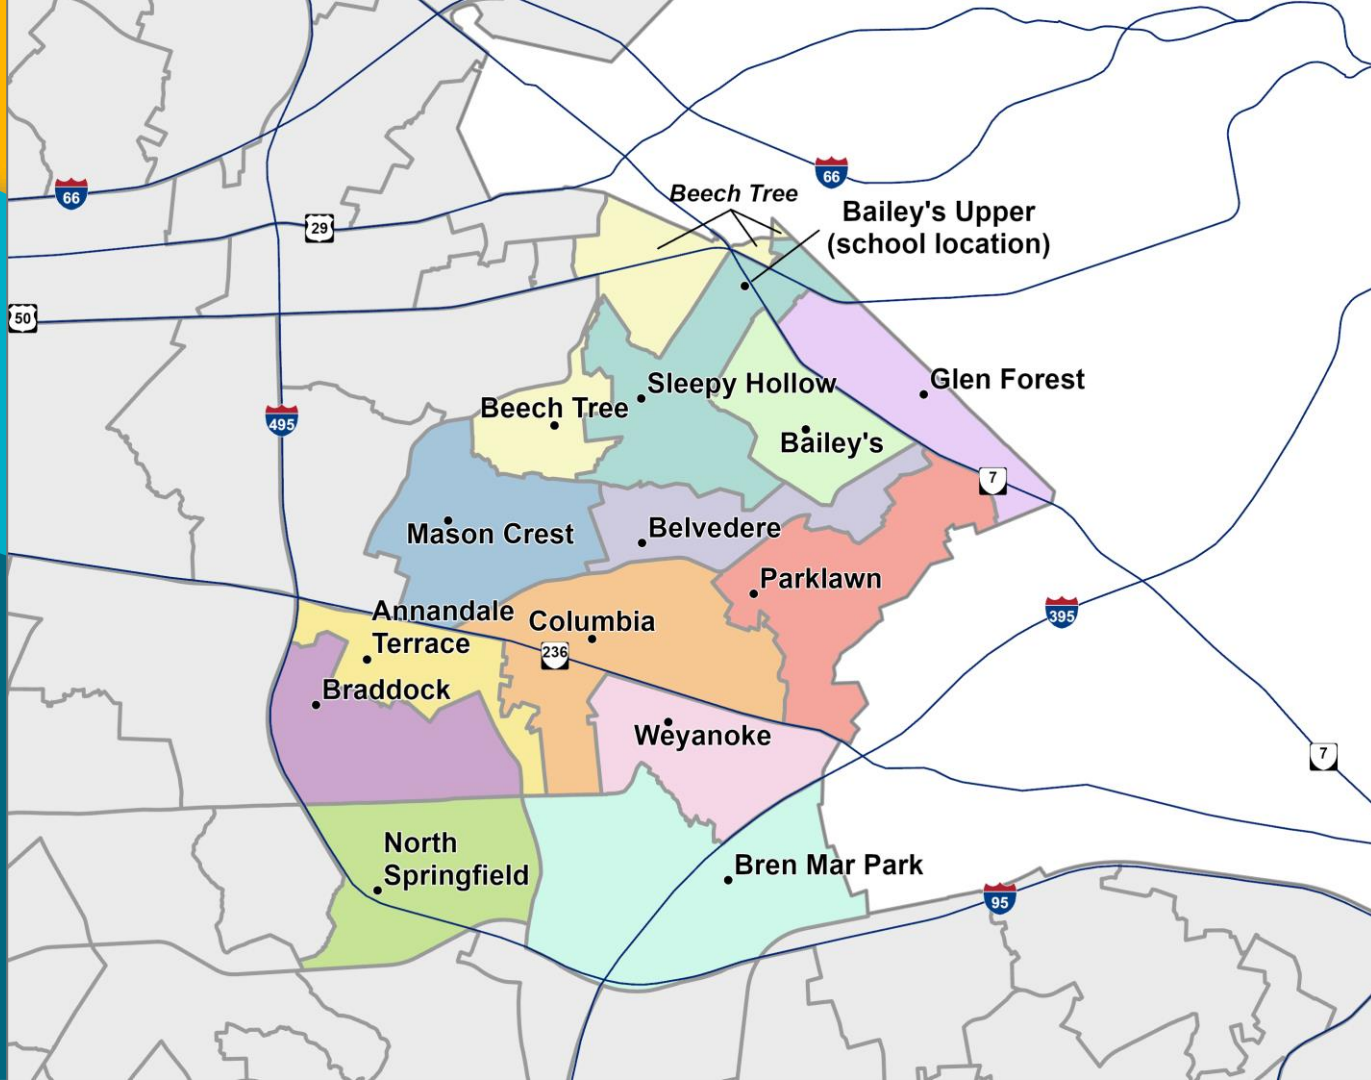 Beech Tree
66
Bailey's Upper
(school location)
66
29
50
Glen Forest
Sleepy Hollow
Beech Tree
495
Bailey's
7
Mason Crest
Belvedere
Parklawn
Annandale
Terrace
Columbia
395
236
Braddock
Weyanoke
7
North
Springfield
Bren Mar Park
95